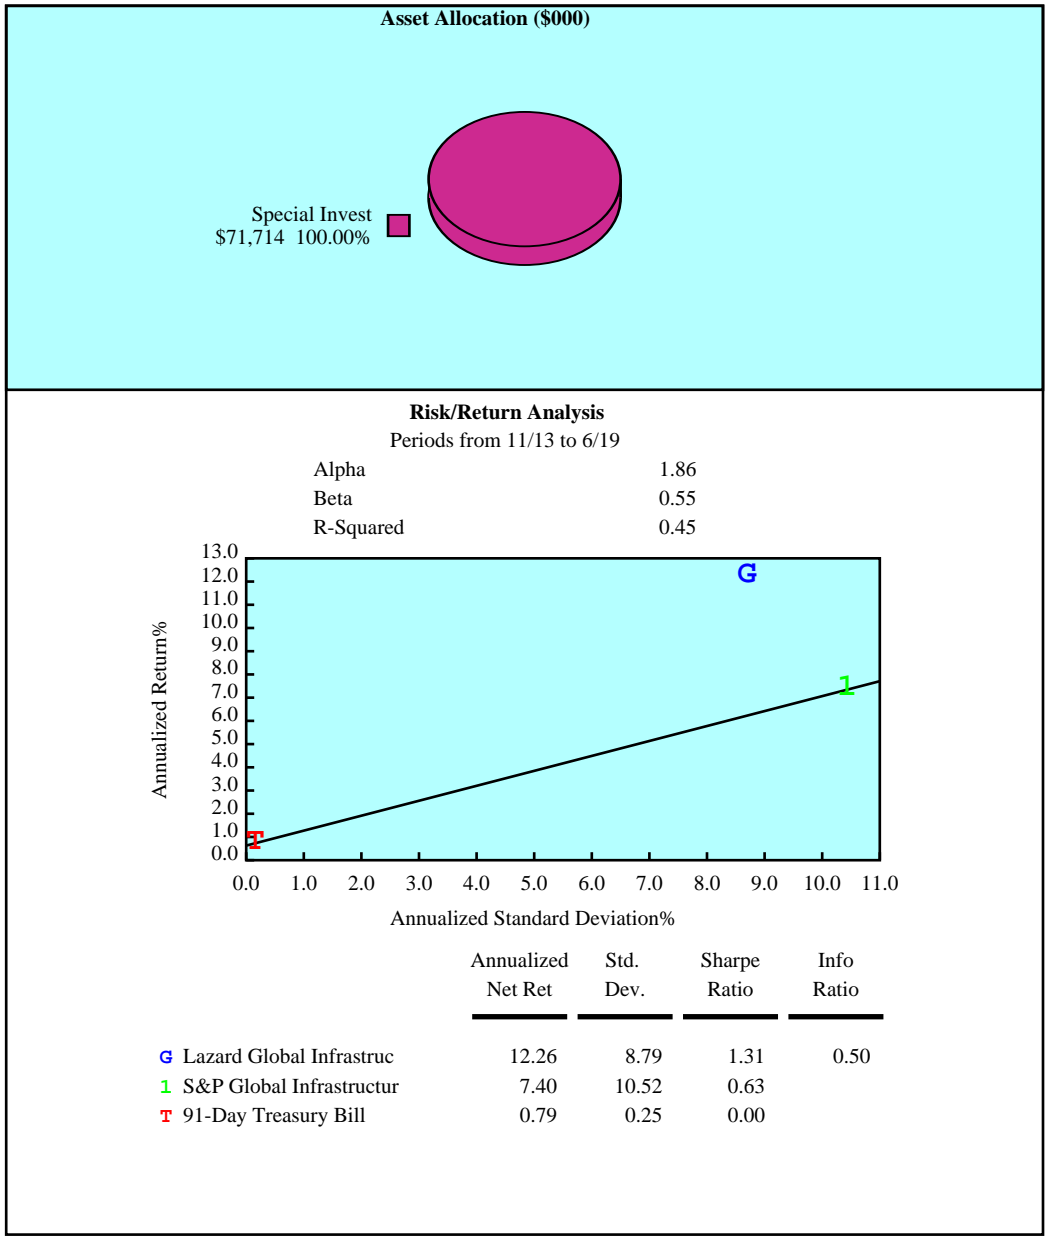 Asset Allocation ($000)
Special Invest
$71,714 100.00%
Risk/Return Analysis
Periods from 11/13 to 6/19
Alpha 1.86
Beta 0.55
R-Squared 0.45
13.0
12.0
11.0
10.0
9.0
8.0
7.0
6.0
5.0
4.0
3.0
2.0
1.0
0.0
Annualized Return%
G
1
T
0.0 1.0 2.0 3.0 4.0 5.0 6.0 7.0 8.0 9.0 10.0 11.0
Annualized Standard Deviation%
Annualized Std. Sharpe Info
Net Ret Dev. Ratio Ratio
G Lazard Global Infrastruc 12.26 8.79 1.31 0.50
1 S&P Global Infrastructur 7.40 10.52 0.63
T 91-Day Treasury Bill 0.79 0.25 0.00